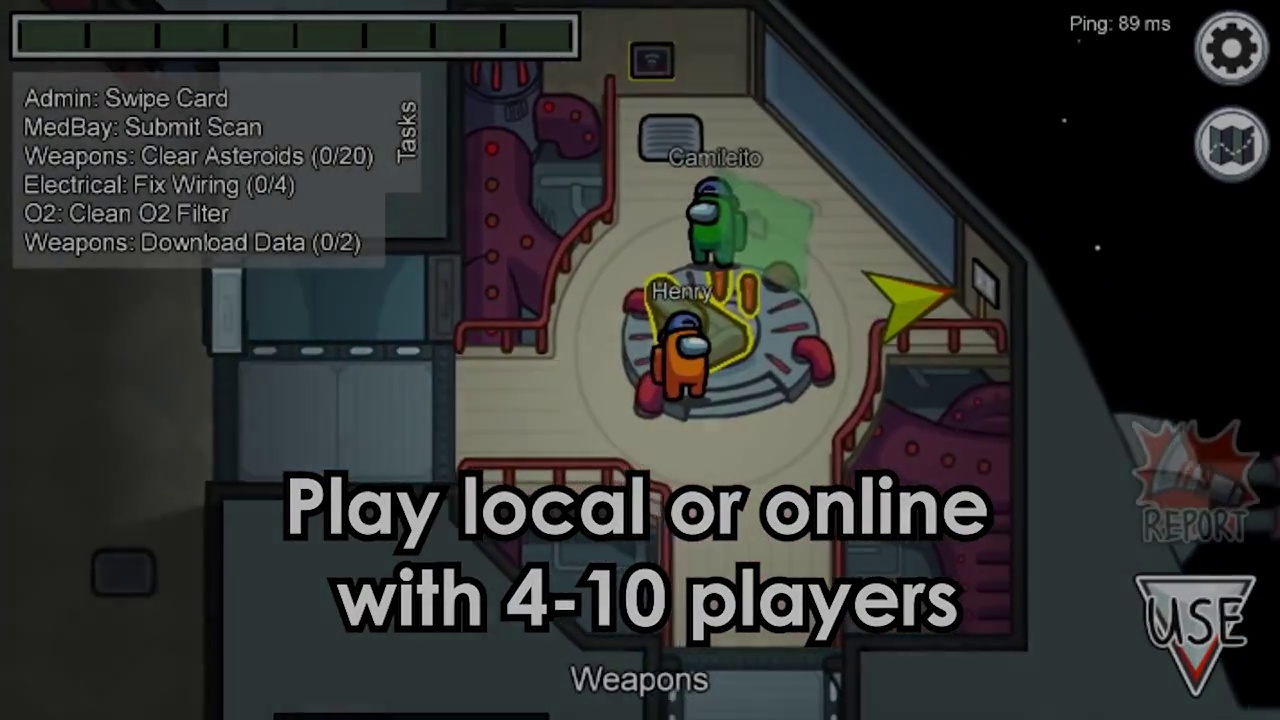 Ping: 89 ms
Admin: Swipe Card
MedBay: Submit Scan
Weapons: Clear Asteroids (0/20)
Electrical: Fix Wiring (0/4)
O2: Clean O2 Filter
Weapons: Download Data (0/2)
Tasks
Camileito
Henry
Play local or online
with 4-10 players
REPORT
USE
Weapons